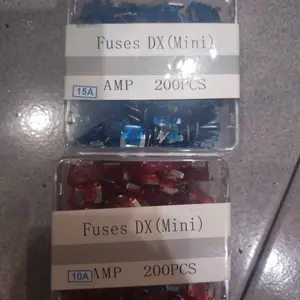 Fuses DX(Mini)
15A AMP 200PCS
Fuses DX(Mini)
10A AMP 200PCS